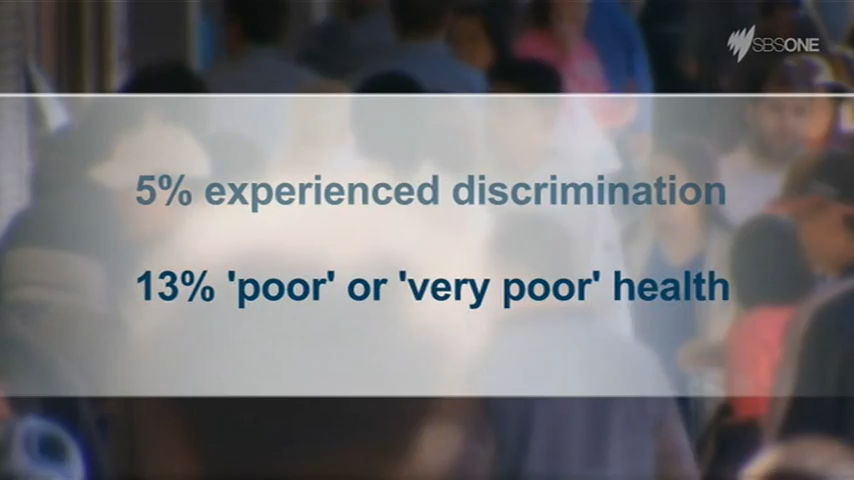 SBSONE
5% experienced discrimination
13% 'poor' or 'very poor' health